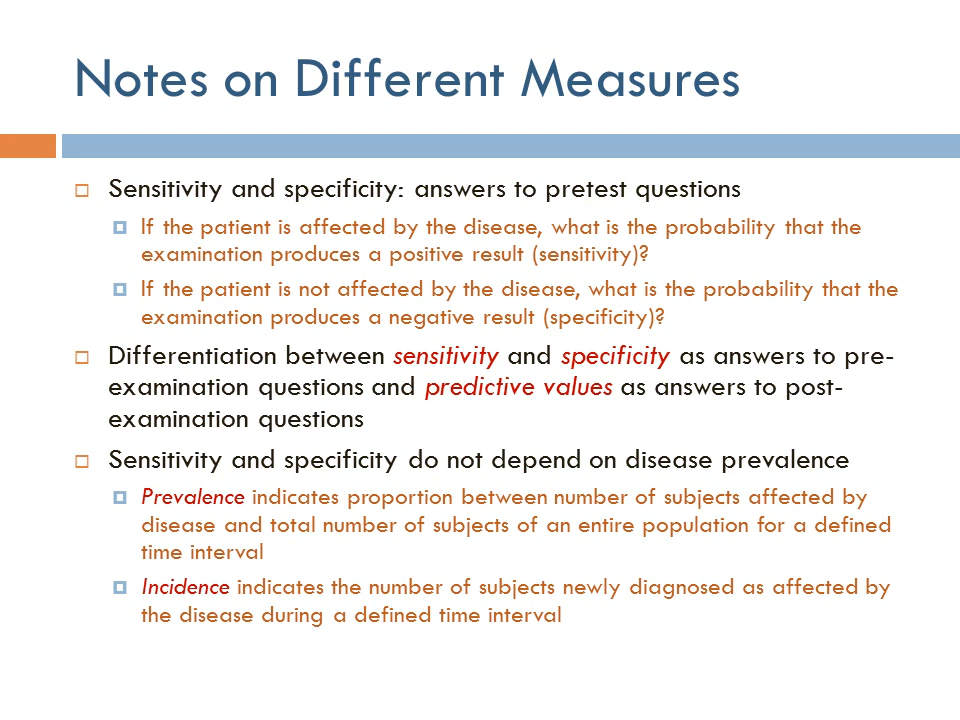 Notes on Different Measures
Sensitivity and specificity: answers to pretest questions
If the patient is affected by the disease, what is the probability that the
examination produces a positive result (sensitivity)?
If the patient is not affected by the disease, what is the probability that the
examination produces a negative result (specificity)?
Differentiation between sensitivity and specificity as answers to pre-
examination questions and predictive values as answers to post-
examination questions
Sensitivity and specificity do not depend on disease prevalence
Prevalence indicates proportion between number of subjects affected by
disease and total number of subjects of an entire population for a defined
time interval
Incidence indicates the number of subjects newly diagnosed as affected by
the disease during a defined time interval